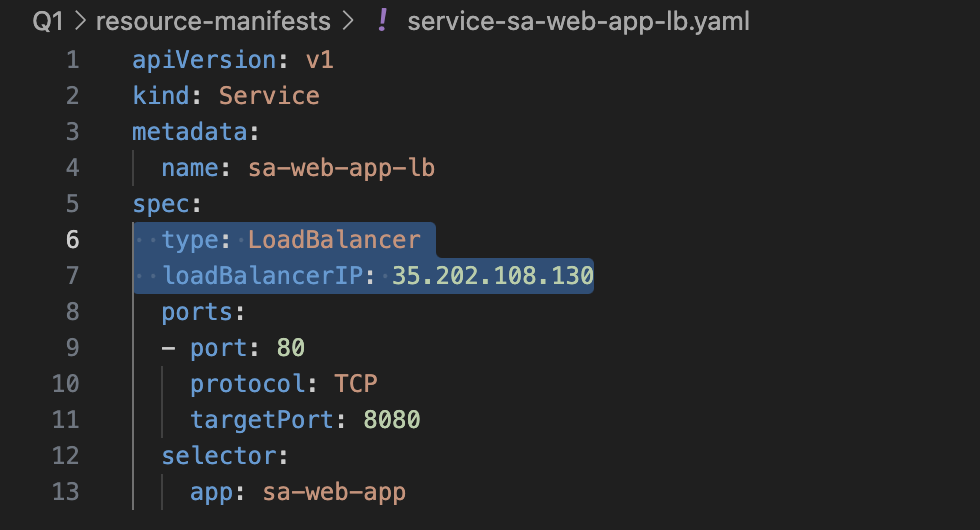 Q1 > resource-manifests > ! service-sa-web-app-lb.yaml
1 apiVersion: v1
2 kind: Service
3 metadata:
4   name: sa-web-app-lb
5 spec:
6   type: LoadBalancer
7   loadBalancerIP: 35.202.108.130
8   ports:
9   - port: 80
10     protocol: TCP
11     targetPort: 8080
12   selector:
13     app: sa-web-app